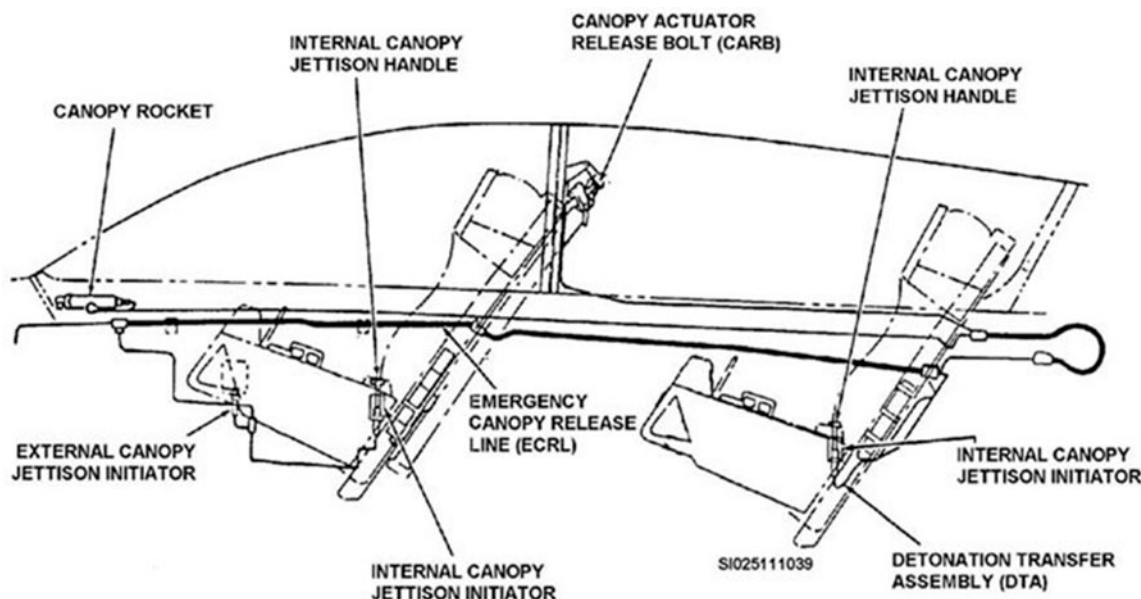 CANOPY ACTUATOR
RELEASE BOLT (CARB)
INTERNAL CANOPY
JETTISON HANDLE
INTERNAL CANOPY
JETTISON HANDLE
CANOPY ROCKET
EMERGENCY
CANOPY RELEASE
LINE (ECRL)
EXTERNAL CANOPY
JETTISON INITIATOR
INTERNAL CANOPY
JETTISON INITIATOR
INTERNAL CANOPY
JETTISON INITIATOR
SI025111039
DETONATION TRANSFER
ASSEMBLY (DTA)